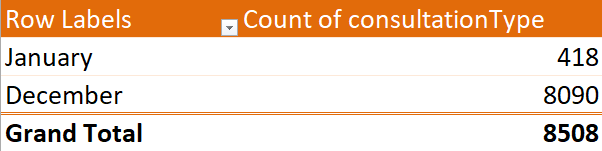 Row Labels Count of consultationType
January 418
December 8090
Grand Total 8508